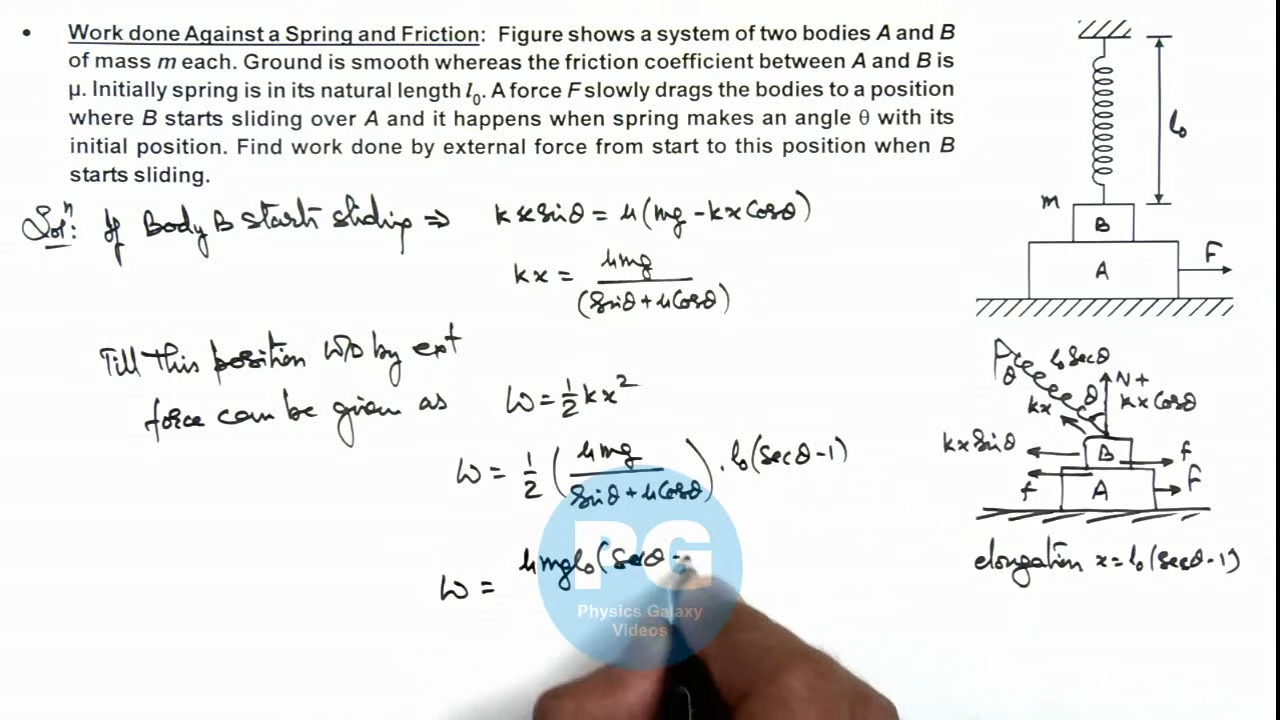 • Work done Against a Spring and Friction: Figure shows a system of two bodies A and B
of mass m each. Ground is smooth whereas the friction coefficient between A and B is
μ. Initially spring is in its natural length l₀. A force F slowly drags the bodies to a position
where B starts sliding over A and it happens when spring makes an angle θ with its
initial position. Find work done by external force from start to this position when B
starts sliding.
l₀
m
B
A
F
Solⁿ: If Body B starts sliding ⇒ kx sinθ = μ(mg - kx cosθ)
kx = μmg / (sinθ + μcosθ)
Till this position W/D by ext
force can be given as W = ½ kx²
W = ½ (μmg / sinθ + μcosθ) . l₀(secθ - 1)
W = μmgl₀(secθ -
θ
l₀ secθ
θ
N +
kx cosθ
kx
kx sinθ
B
f
f
A
F
elongation x = l₀(secθ - 1)
PG
Physics Galaxy
Videos